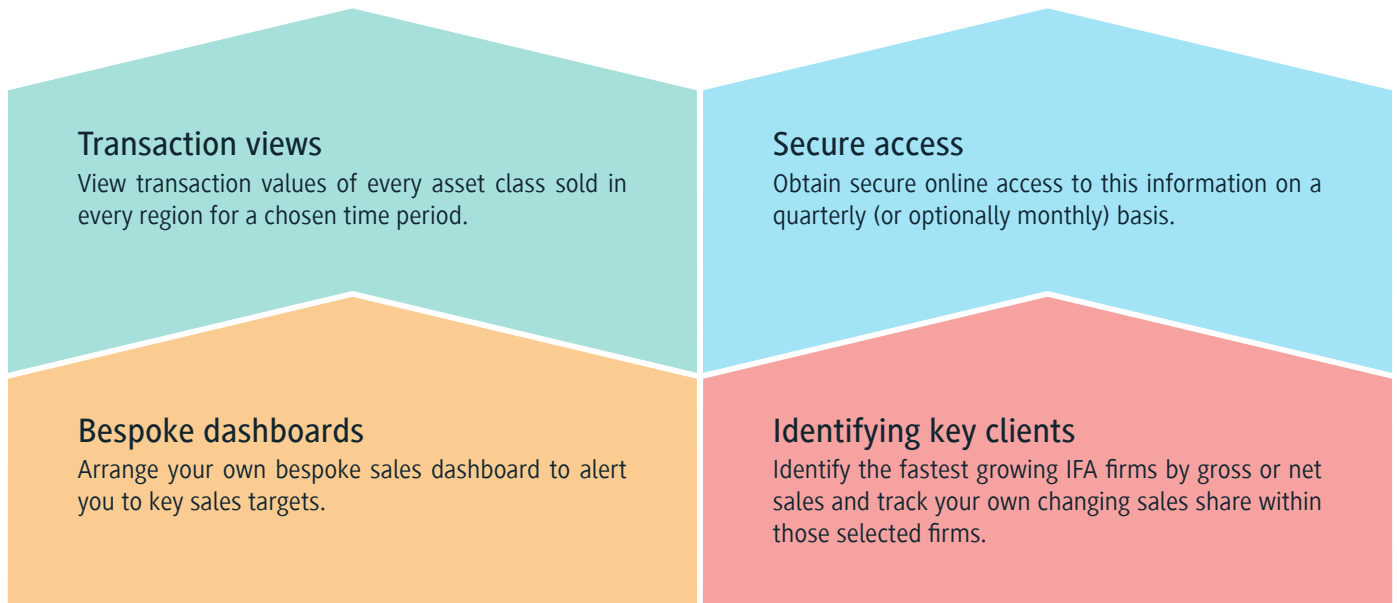 Transaction views
View transaction values of every asset class sold in
every region for a chosen time period.
Secure access
Obtain secure online access to this information on a
quarterly (or optionally monthly) basis.
Bespoke dashboards
Arrange your own bespoke sales dashboard to alert
you to key sales targets.
Identifying key clients
Identify the fastest growing IFA firms by gross or net
sales and track your own changing sales share within
those selected firms.